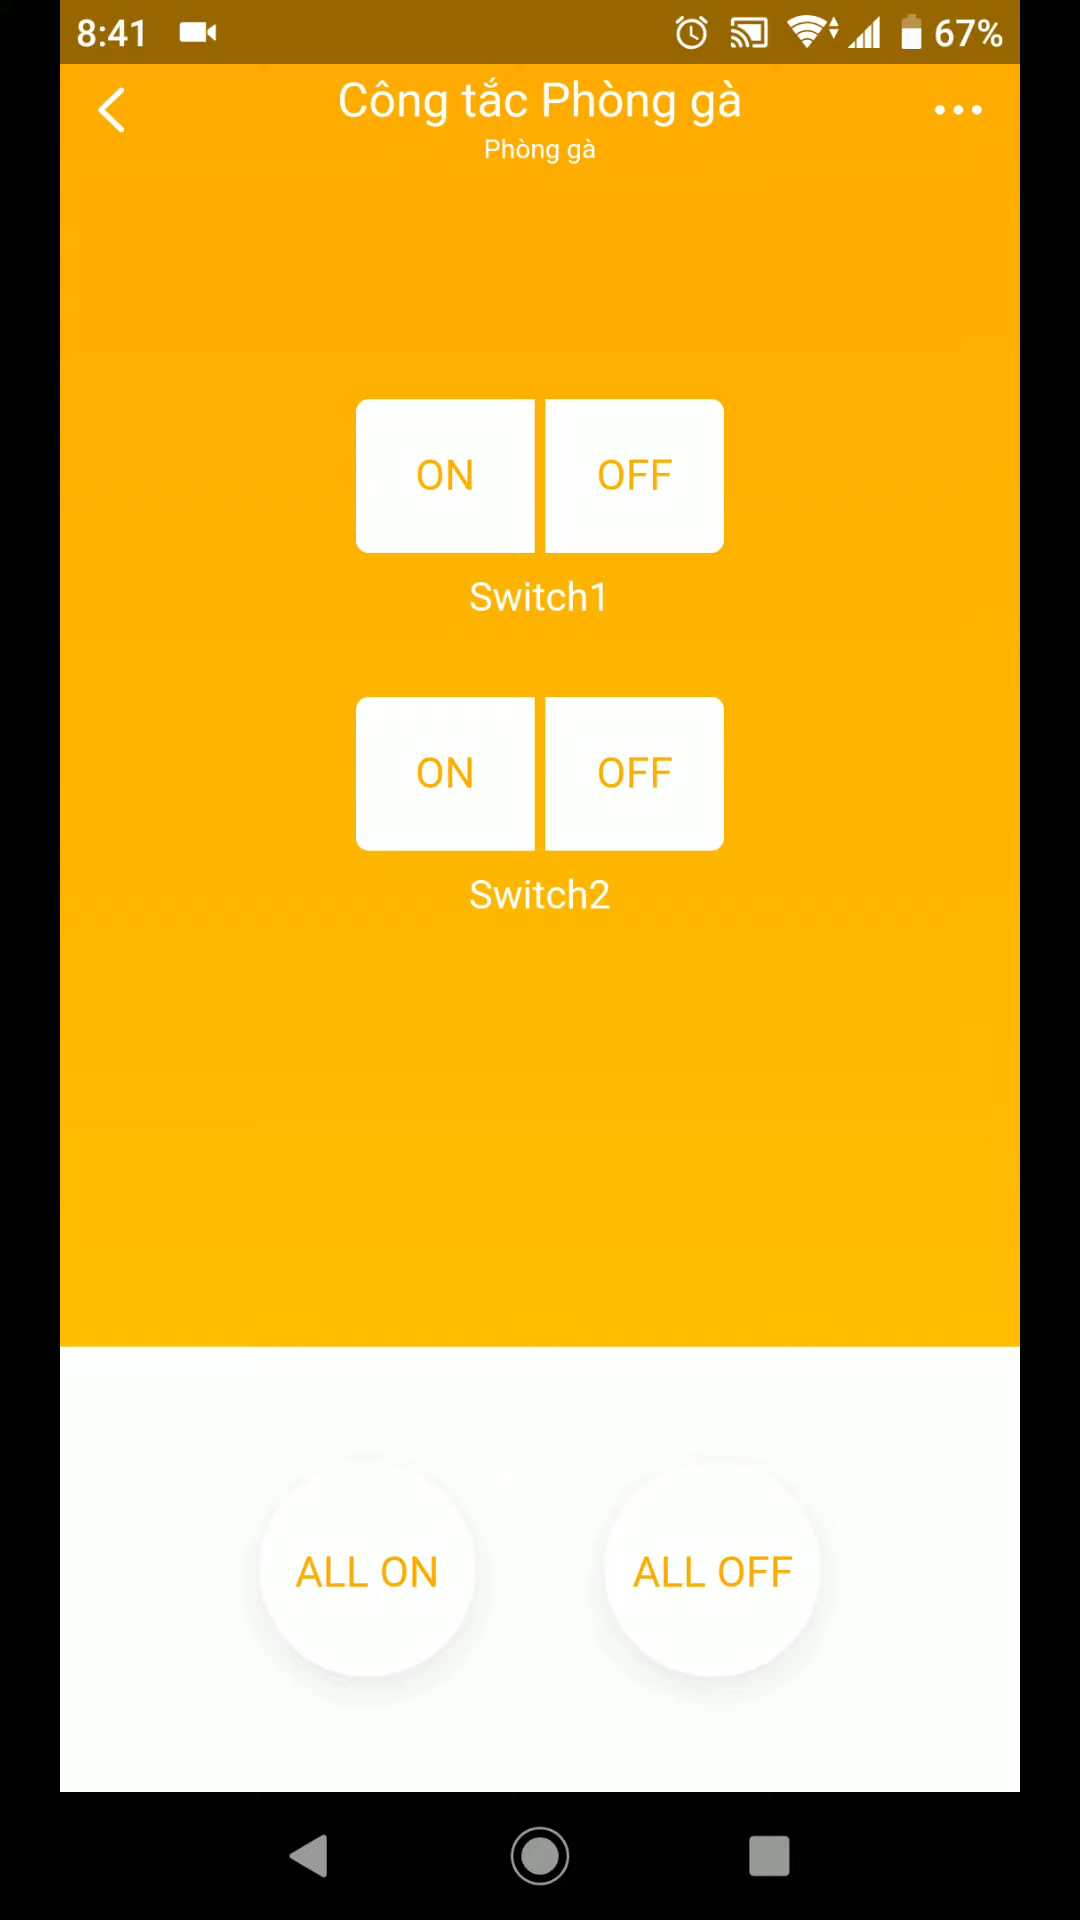 8:41 67%
Công tắc Phòng gà
Phòng gà
ON OFF
Switch1
ON OFF
Switch2
ALL ON ALL OFF